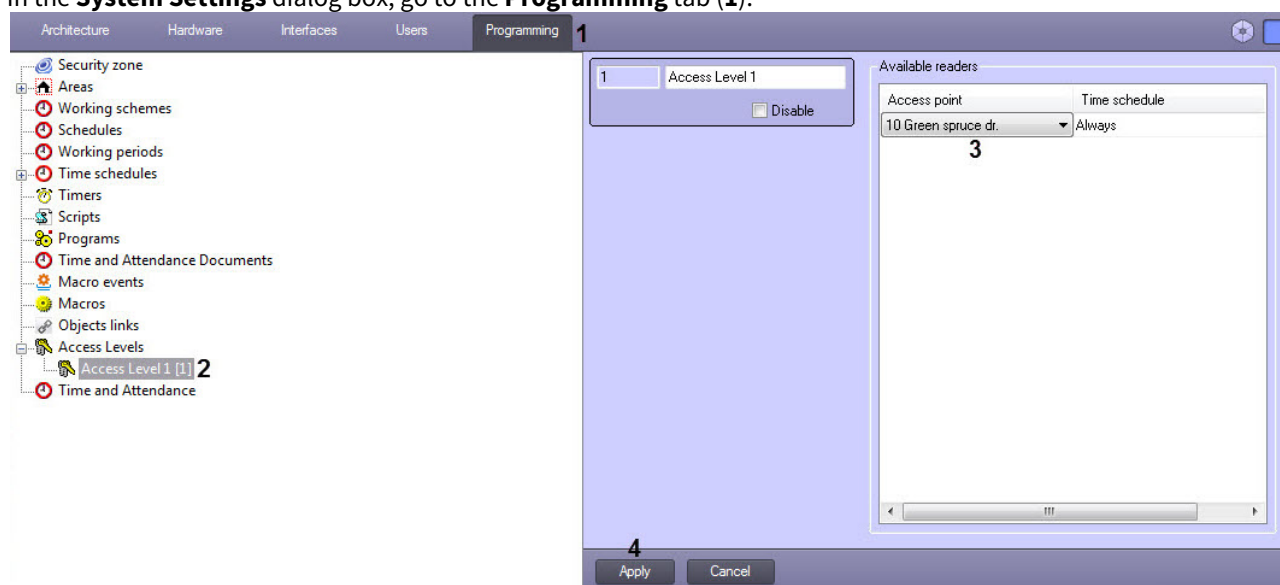 In the System Settings dialog box, go to the Programming tab (1).
Architecture Hardware Interfaces Users Programming 1
Security zone
Areas
Working schemes
Schedules
Working periods
Time schedules
Timers
Scripts
Programs
Time and Attendance Documents
Macro events
Macros
Objects links
Access Levels
Access Level 1 [1] 2
Time and Attendance
1 Access Level 1
Disable
Available readers
Access point Time schedule
10 Green spruce dr. Always
3
4
Apply Cancel